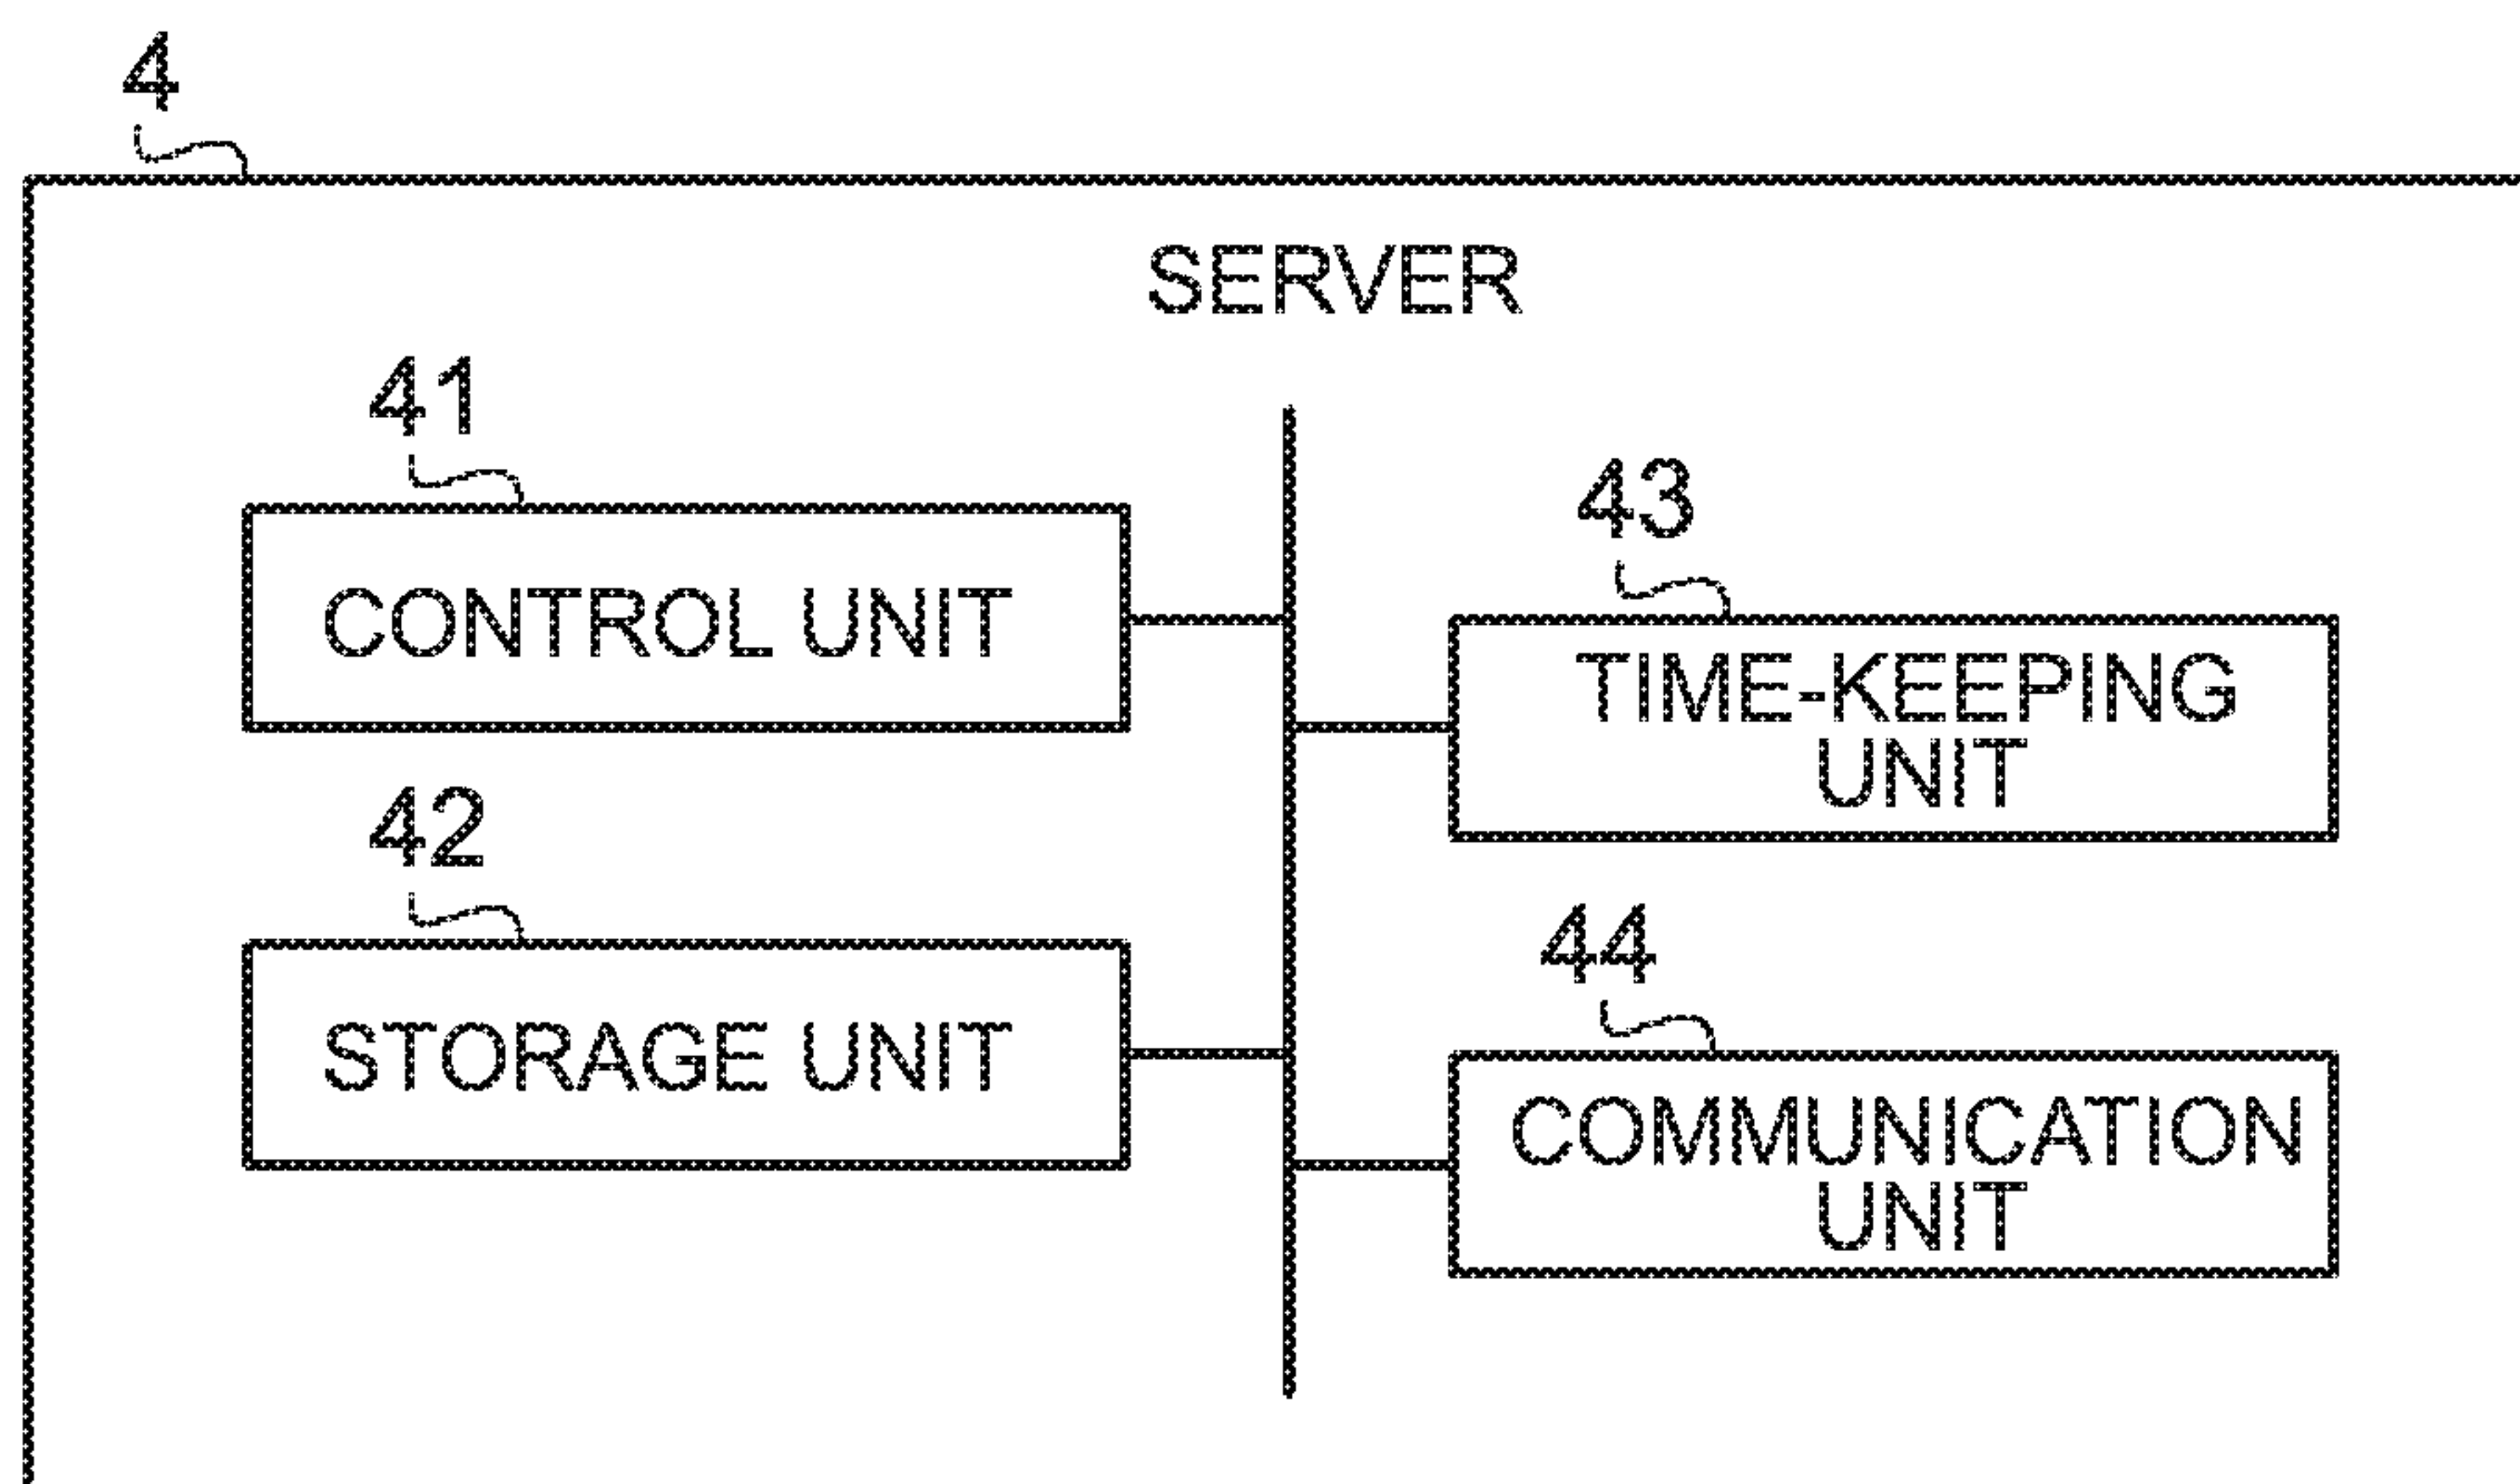 4
SERVER
41
CONTROL UNIT
43
TIME-KEEPING
UNIT
42
STORAGE UNIT
44
COMMUNICATION
UNIT